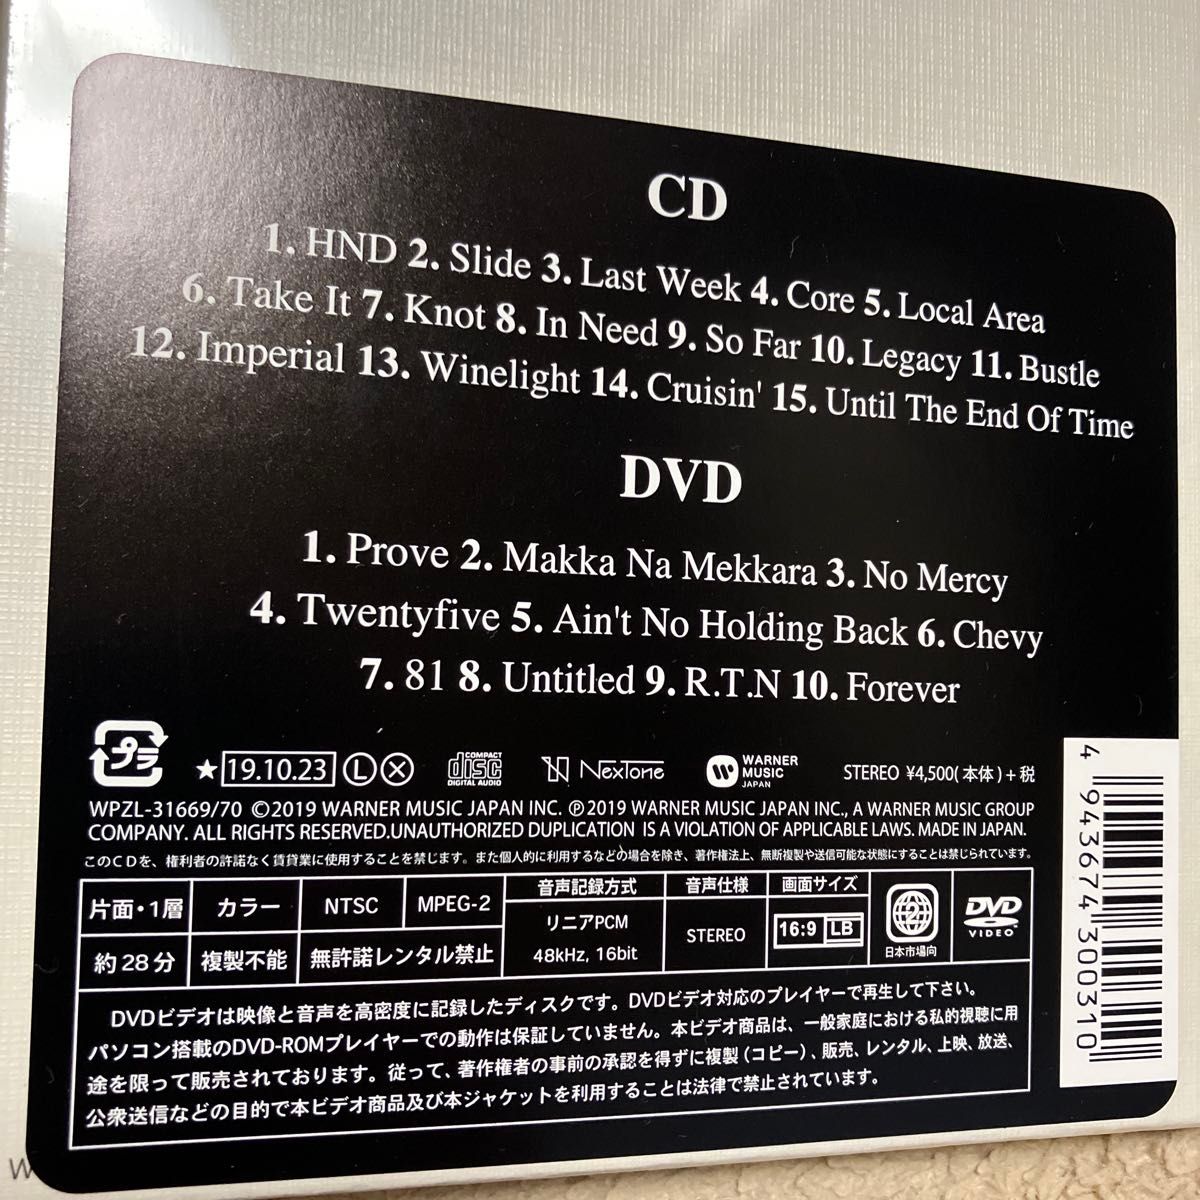 CD
1. HND 2. Slide 3. Last Week 4. Core 5. Local Area
6. Take It 7. Knot 8. In Need 9. So Far 10. Legacy 11. Bustle
12. Imperial 13. Winelight 14. Cruisin' 15. Until The End Of Time
DVD
1. Prove 2. Makka Na Mekkara 3. No Mercy
4. Twentyfive 5. Ain't No Holding Back 6. Chevy
7. 81 8. Untitled 9. R.T.N 10. Forever
プラ ★19.10.23 L X COMPACT disc DIGITAL AUDIO NexTone WARNER MUSIC JAPAN STEREO ¥4,500(本体)+税
WPZL-31669/70 ©2019 WARNER MUSIC JAPAN INC. ℗2019 WARNER MUSIC JAPAN INC., A WARNER MUSIC GROUP
COMPANY. ALL RIGHTS RESERVED.UNAUTHORIZED DUPLICATION IS A VIOLATION OF APPLICABLE LAWS. MADE IN JAPAN.
このCDを、権利者の許諾なく賃貸業に使用することを禁じます。また個人的に利用するなどの場合を除き、著作権法上、無断複製や送信可能な状態にすることは禁じられています。
片面・1層 カラー NTSC MPEG-2 音声記録方式 音声仕様 画面サイズ
リニアPCM
48kHz, 16bit
STEREO
16:9 LB
2
日本市場向
DVD VIDEO
約28分 複製不能 無許諾レンタル禁止
DVDビデオは映像と音声を高密度に記録したディスクです。DVDビデオ対応のプレイヤーで再生して下さい。
パソコン搭載のDVD-ROMプレイヤーでの動作は保証していません。本ビデオ商品は、一般家庭における私的視聴に用
途を限って販売されております。従って、著作権者の事前の承認を得ずに複製(コピー)、販売、レンタル、上映、放送、
公衆送信などの目的で本ビデオ商品及び本ジャケットを利用することは法律で禁止されています。
4 943674 300310
W